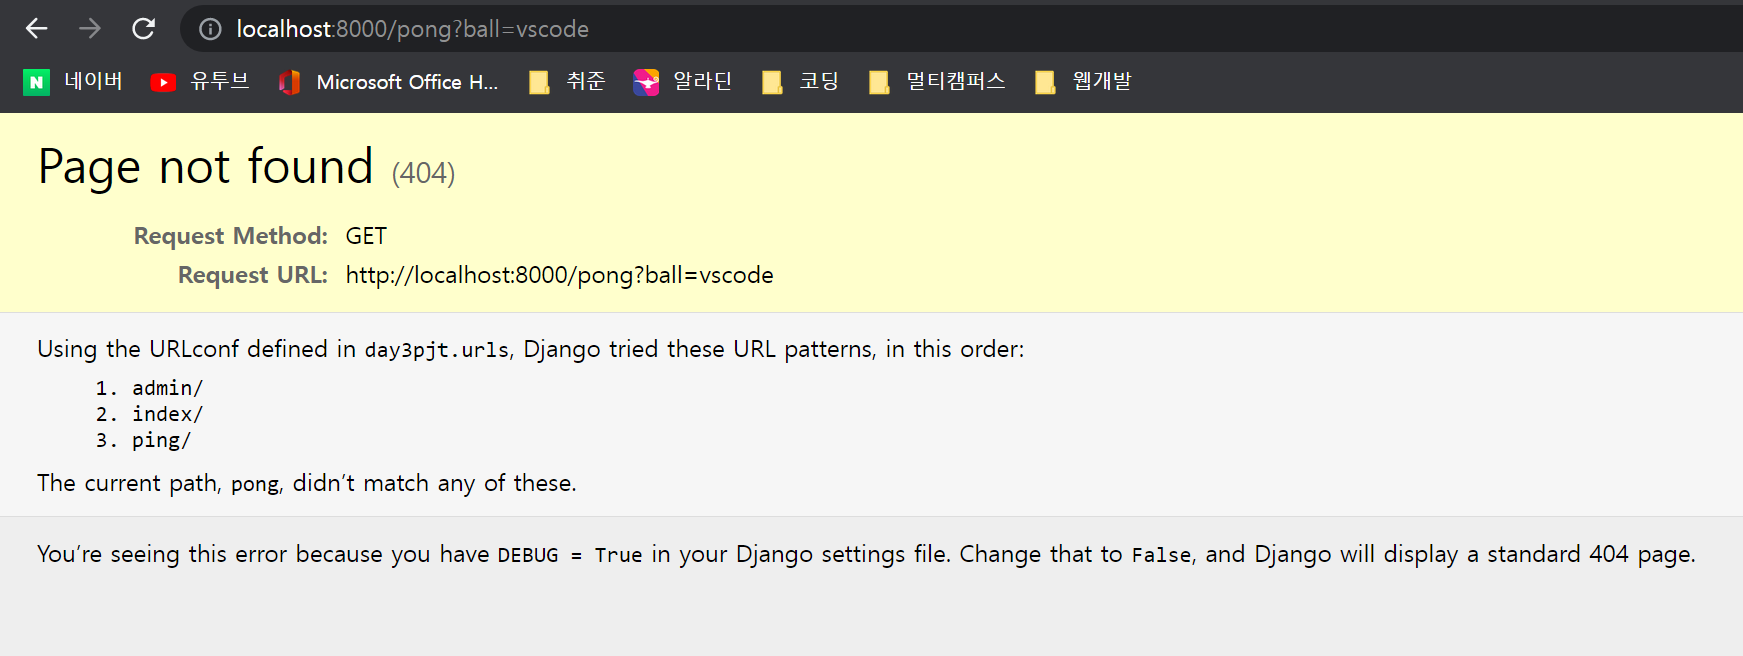 localhost:8000/pong?ball=vscode
네이버 유투브 Microsoft Office H... 취준 알라딘 코딩 멀티캠퍼스 웹개발
Page not found (404)
Request Method: GET
Request URL: http://localhost:8000/pong?ball=vscode
Using the URLconf defined in day3pjt.urls, Django tried these URL patterns, in this order:
1. admin/
2. index/
3. ping/
The current path, pong, didn’t match any of these.
You’re seeing this error because you have DEBUG = True in your Django settings file. Change that to False, and Django will display a standard 404 page.